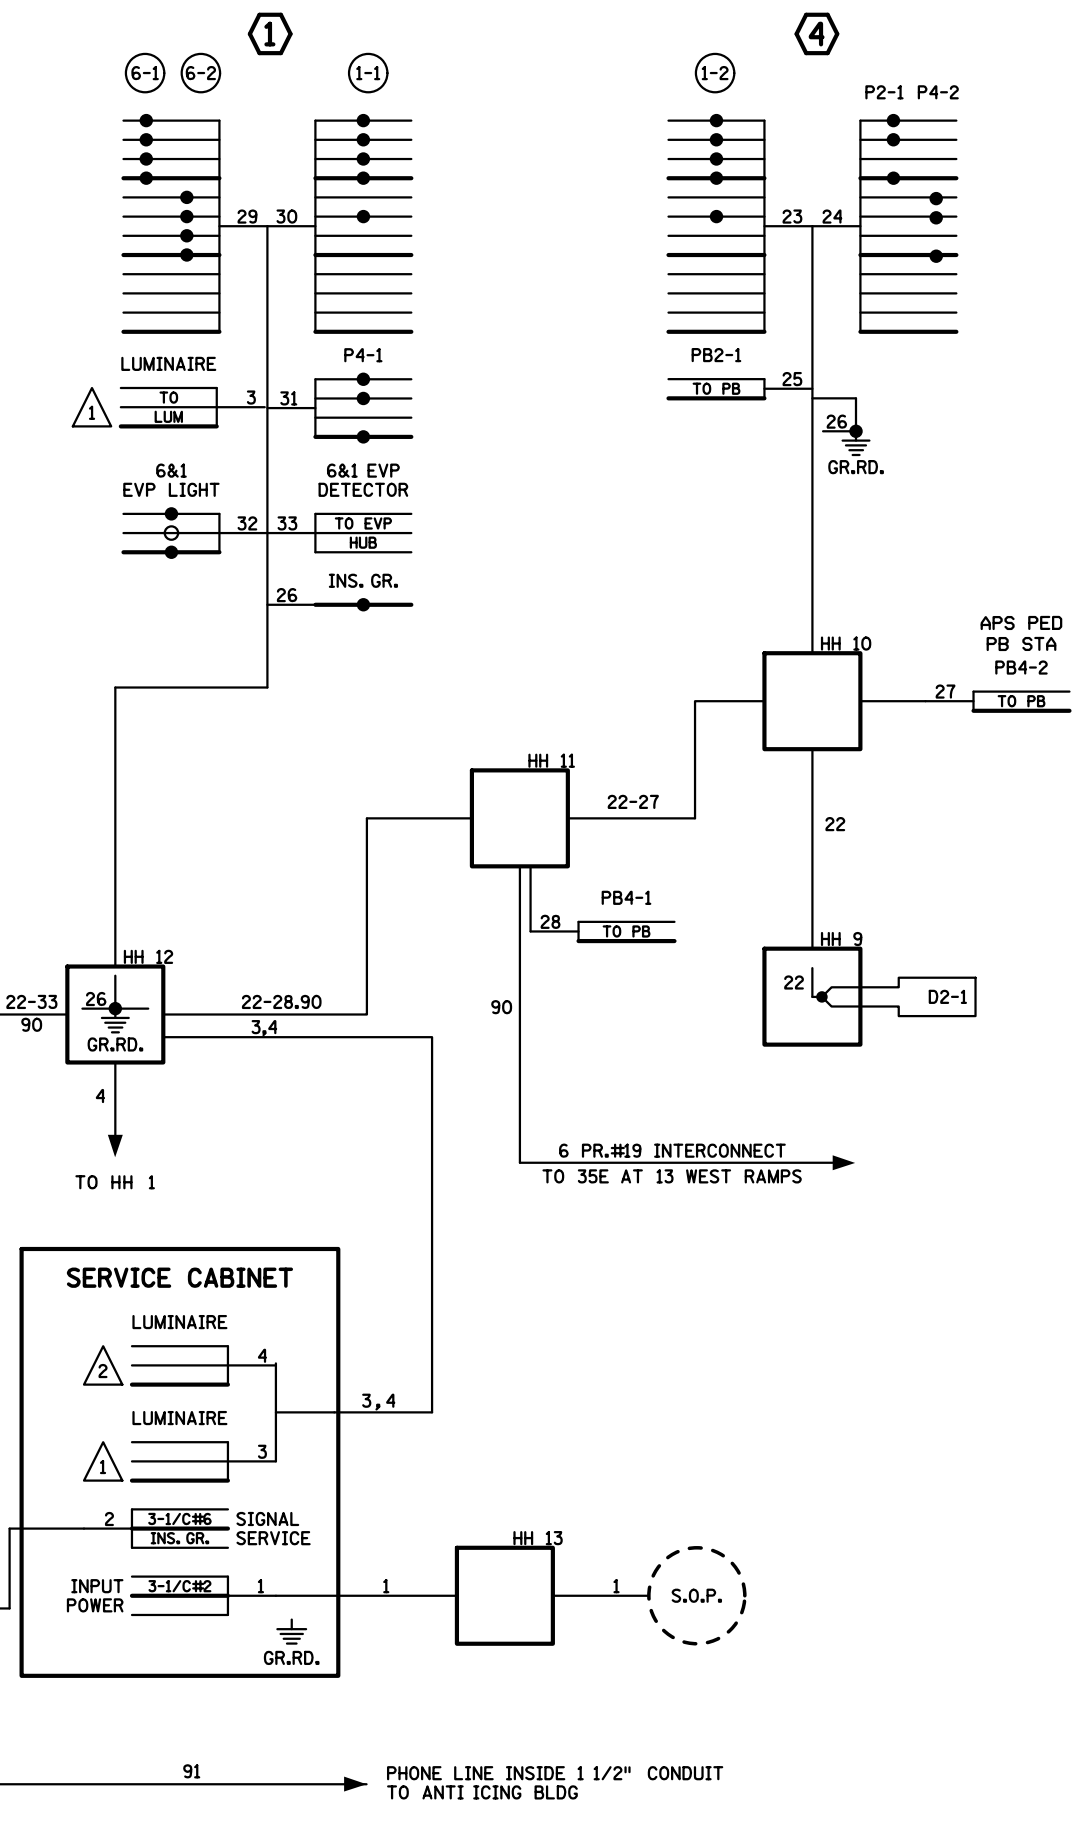 1
4
6-1
6-2
1-1
1-2
P2-1 P4-2
29
30
23
24
LUMINAIRE
1
TO
LUM
3
31
P4-1
PB2-1
TO PB
25
26
GR.RD.
6&1
EVP LIGHT
32
33
6&1 EVP
DETECTOR
TO EVP
HUB
26
INS. GR.
HH 10
APS PED
PB STA
PB4-2
27
TO PB
HH 11
22-27
22
PB4-1
28
TO PB
90
HH 12
22-33
90
26
GR.RD.
22-28.90
3,4
HH 9
22
D2-1
4
TO HH 1
6 PR.#19 INTERCONNECT
TO 35E AT 13 WEST RAMPS
SERVICE CABINET
LUMINAIRE
2
4
3,4
LUMINAIRE
1
3
2
3-1/C#6
INS. GR.
SIGNAL
SERVICE
INPUT
POWER
3-1/C#2
1
1
HH 13
1
S.O.P.
GR.RD.
91
PHONE LINE INSIDE 1 1/2" CONDUIT
TO ANTI ICING BLDG